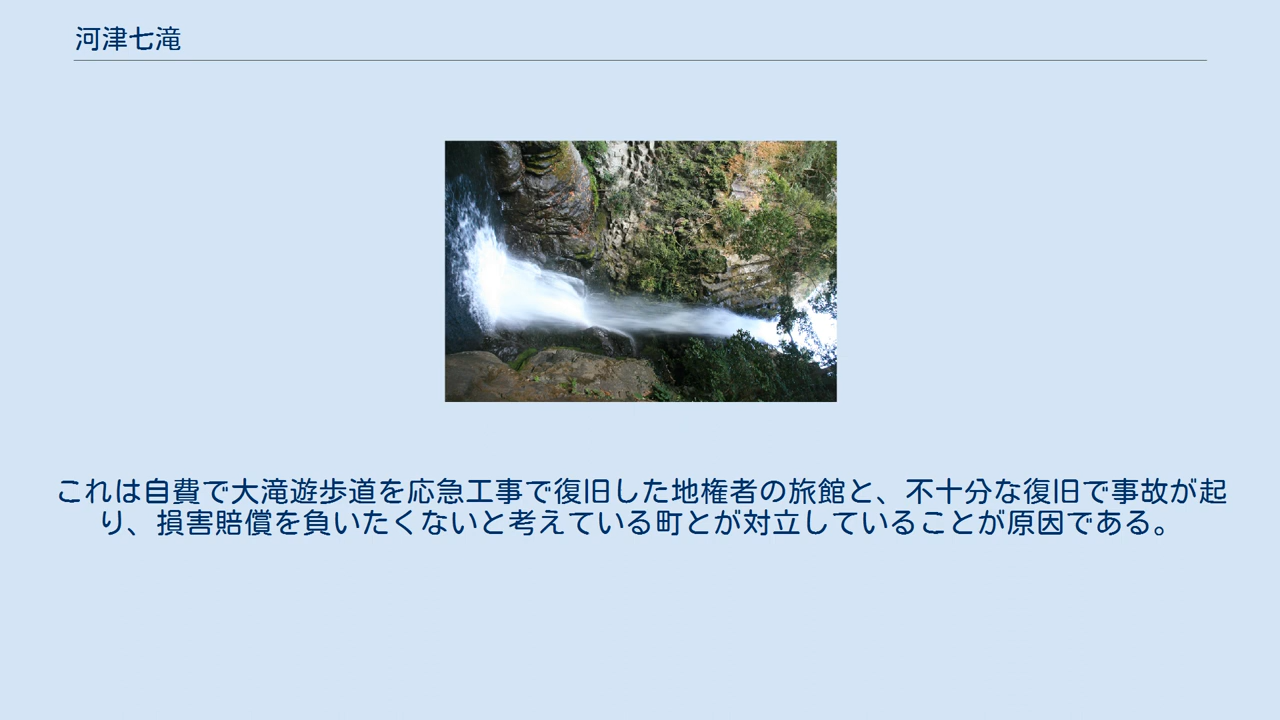 河津七滝
これは自費で大滝遊歩道を応急工事で復旧した地権者の旅館と、不十分な復旧で事故が起
り、損害賠償を負いたくないと考えている町とが対立していることが原因である。